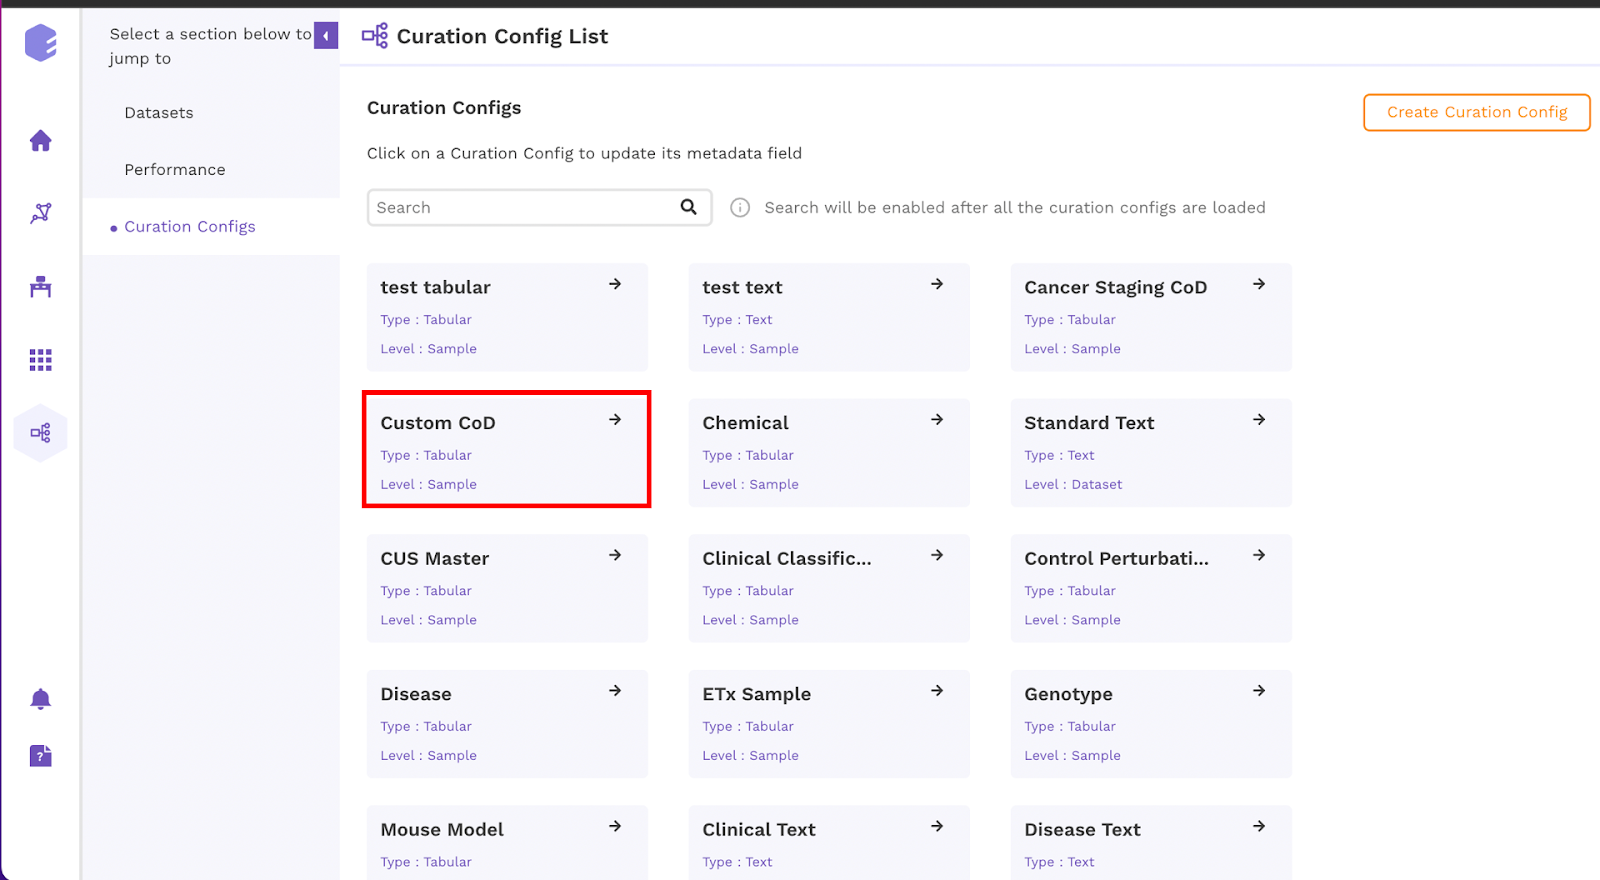 Select a section below to
jump to
Datasets
Performance
Curation Configs
Curation Config List
Curation Configs
Create Curation Config
Click on a Curation Config to update its metadata field
Search
Search will be enabled after all the curation configs are loaded
test tabular
Type : Tabular
Level : Sample
test text
Type : Text
Level : Sample
Cancer Staging CoD
Type : Tabular
Level : Sample
Custom CoD
Type : Tabular
Level : Sample
Chemical
Type : Tabular
Level : Sample
Standard Text
Type : Text
Level : Dataset
CUS Master
Type : Tabular
Level : Sample
Clinical Classific...
Type : Tabular
Level : Sample
Control Perturbati...
Type : Tabular
Level : Sample
Disease
Type : Tabular
Level : Sample
ETx Sample
Type : Tabular
Level : Sample
Genotype
Type : Tabular
Level : Sample
Mouse Model
Type : Tabular
Clinical Text
Type : Text
Disease Text
Type : Text